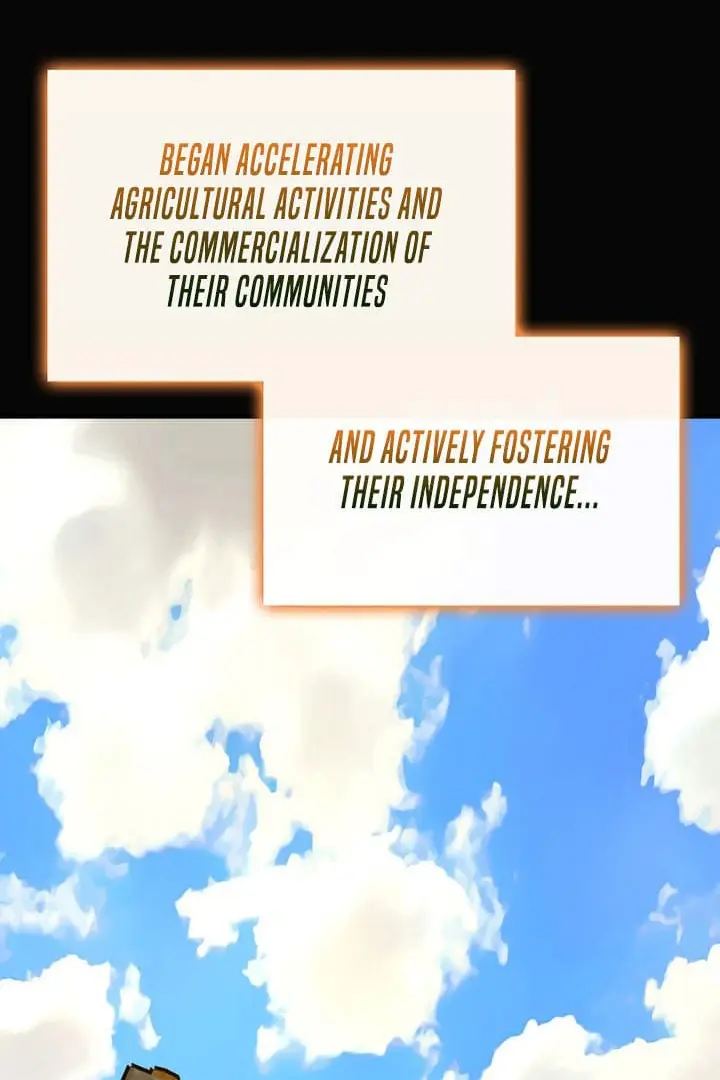 BEGAN ACCELERATING
AGRICULTURAL ACTIVITIES AND
THE COMMERCIALIZATION OF
THEIR COMMUNITIES
AND ACTIVELY FOSTERING
THEIR INDEPENDENCE...